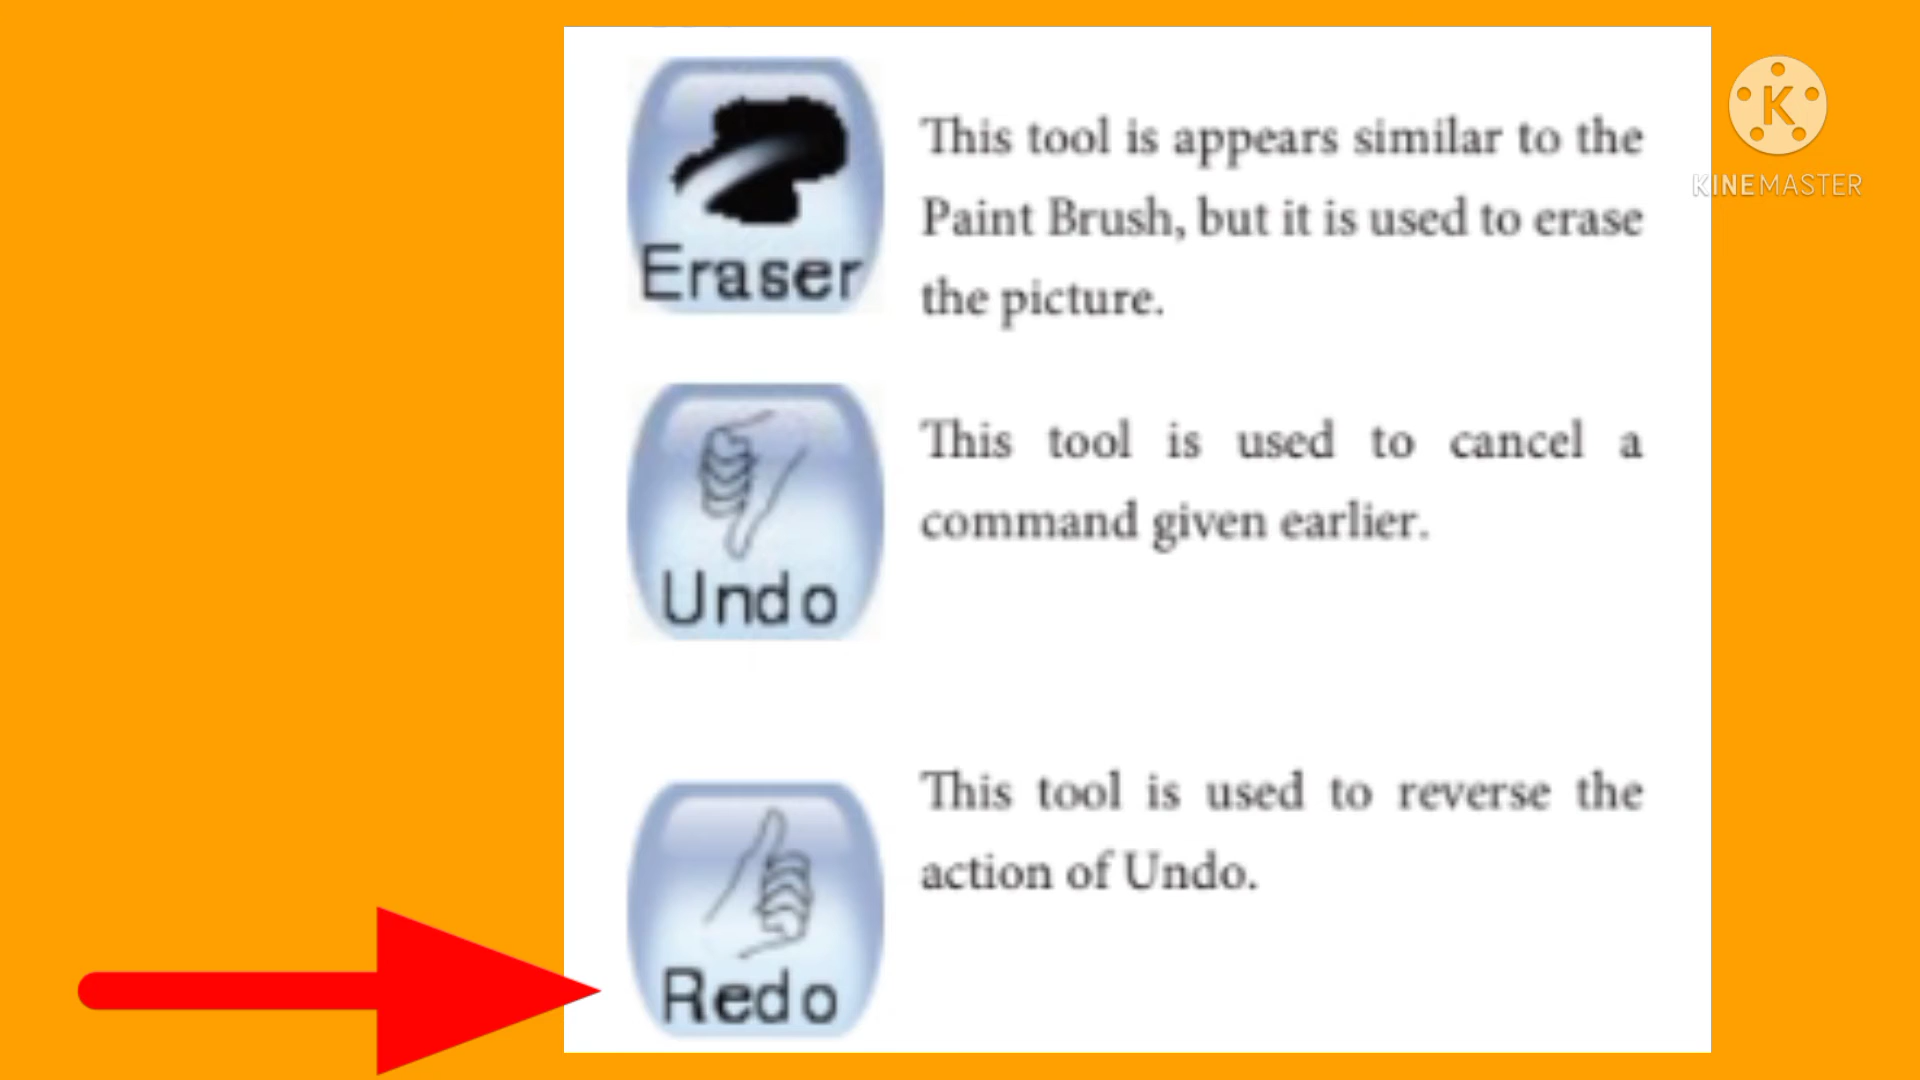 Eraser
This tool is appears similar to the
Paint Brush, but it is used to erase
the picture.
Undo
This tool is used to cancel a
command given earlier.
Redo
This tool is used to reverse the
action of Undo.
K
KINEMASTER